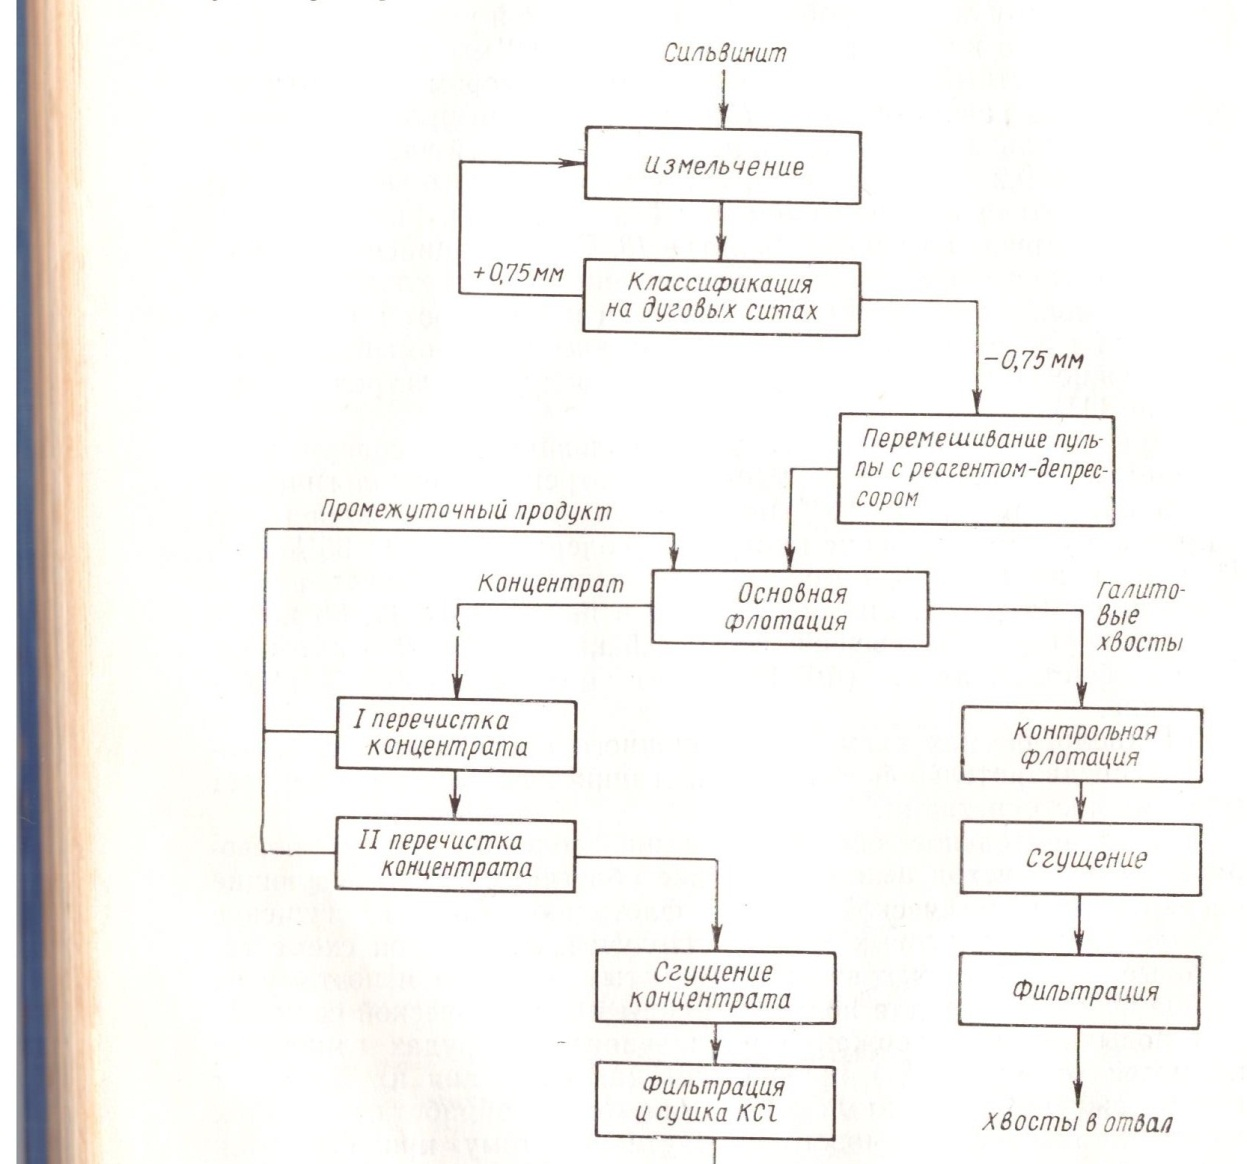 Сильвинит
Измельчение
+0,75 мм
Классификация
на дуговых ситах
−0,75 мм
Перемешивание пуль-
пы с реагентом-депрес-
сором
Промежуточный продукт
Концентрат
Основная
флотация
Галито-
вые
хвосты
I перечистка
концентрата
Контрольная
флотация
II перечистка
концентрата
Сгущение
Сгущение
концентрата
Фильтрация
Фильтрация
и сушка KCl
Хвосты в отвал